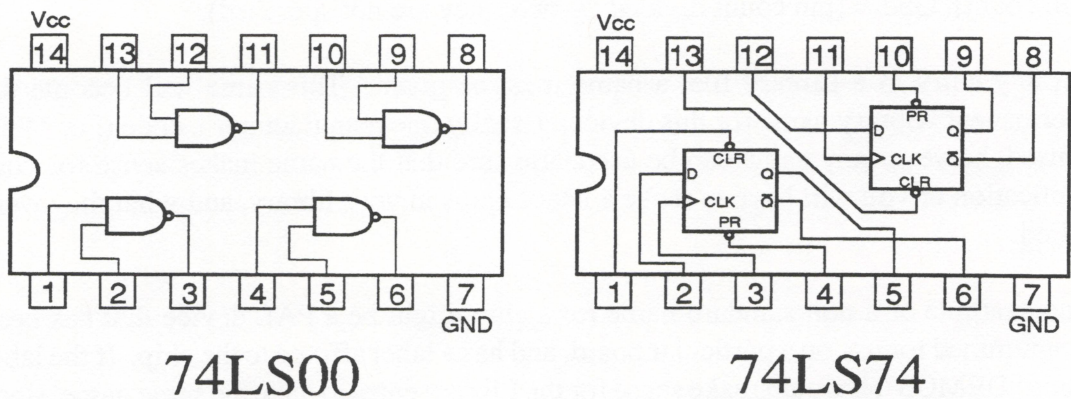 Vcc
14 13 12 11 10 9 8
1 2 3 4 5 6 7
GND
74LS00
Vcc
14 13 12 11 10 9 8
PR
D Q
CLK Q
CLR
CLR
D Q
CLK Q
PR
1 2 3 4 5 6 7
GND
74LS74